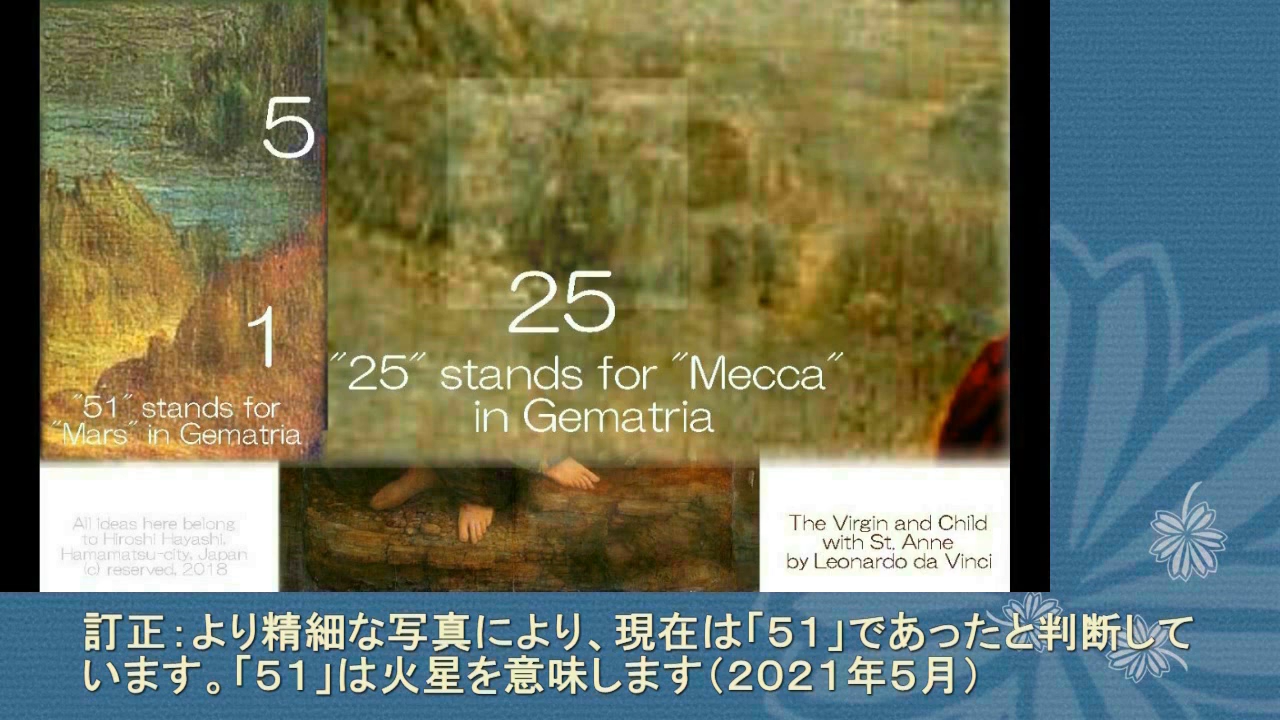 5
1
"51" stands for
"Mars" in Gematria
25
"25" stands for "Mecca"
in Gematria
All ideas here belong
to Hiroshi Hayashi.
Hamamatsu-city. Japan
(c) reserved. 2018
The Virgin and Child
with St. Anne
by Leonardo da Vinci
訂正：より精細な写真により、現在は「５１」であったと判断して
います。「５１」は火星を意味します（２０２１年５月）